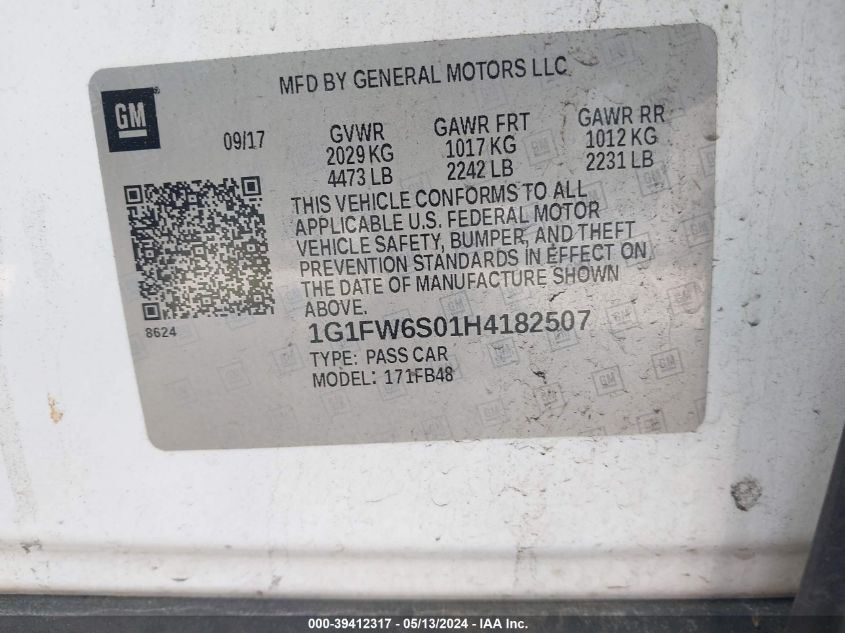 MFD BY GENERAL MOTORS LLC
GM
09/17
GVWR
2029 KG
4473 LB
GAWR FRT
1017 KG
2242 LB
GAWR RR
1012 KG
2231 LB
THIS VEHICLE CONFORMS TO ALL
APPLICABLE U.S. FEDERAL MOTOR
VEHICLE SAFETY, BUMPER, AND THEFT
PREVENTION STANDARDS IN EFFECT ON
THE DATE OF MANUFACTURE SHOWN
ABOVE.
8624
1G1FW6S01H4182507
TYPE: PASS CAR
MODEL: 171FB48
000-39412317 - 05/13/2024 - IAA Inc.